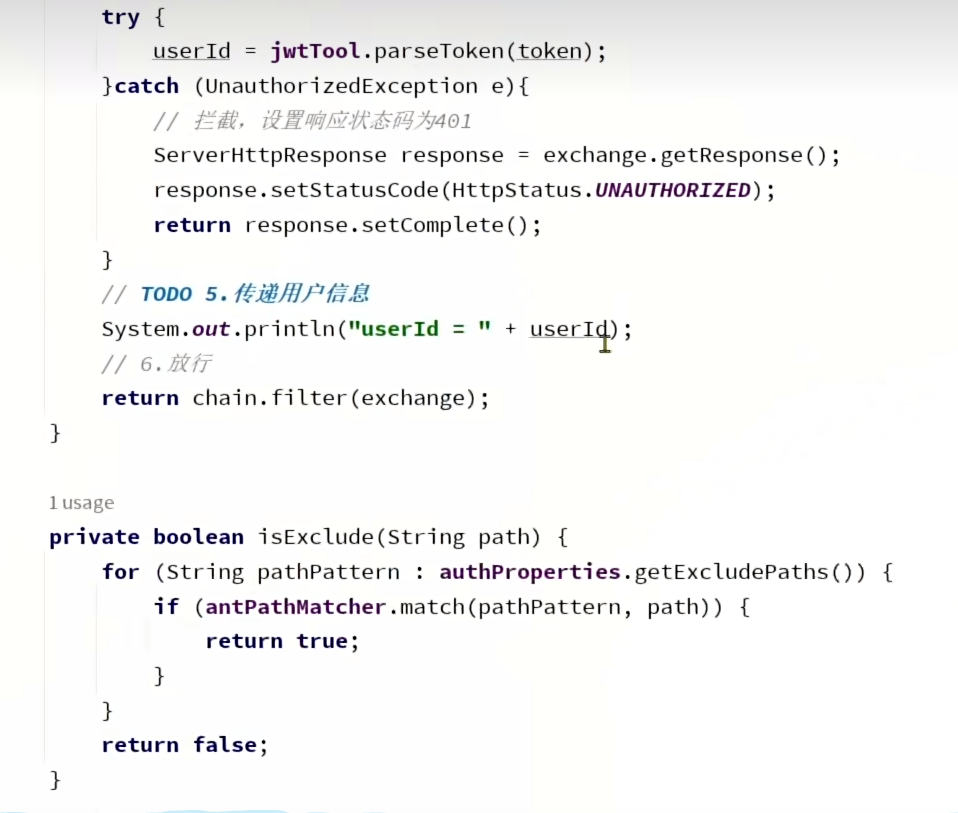 try {
userId = jwtTool.parseToken(token);
}catch (UnauthorizedException e){
// 拦截，设置响应状态码为401
ServerHttpResponse response = exchange.getResponse();
response.setStatusCode(HttpStatus.UNAUTHORIZED);
return response.setComplete();
}
// TODO 5.传递用户信息
System.out.println("userId = " + userId);
// 6.放行
return chain.filter(exchange);
}
1 usage
private boolean isExclude(String path) {
for (String pathPattern : authProperties.getExcludePaths()) {
if (antPathMatcher.match(pathPattern, path)) {
return true;
}
}
return false;
}